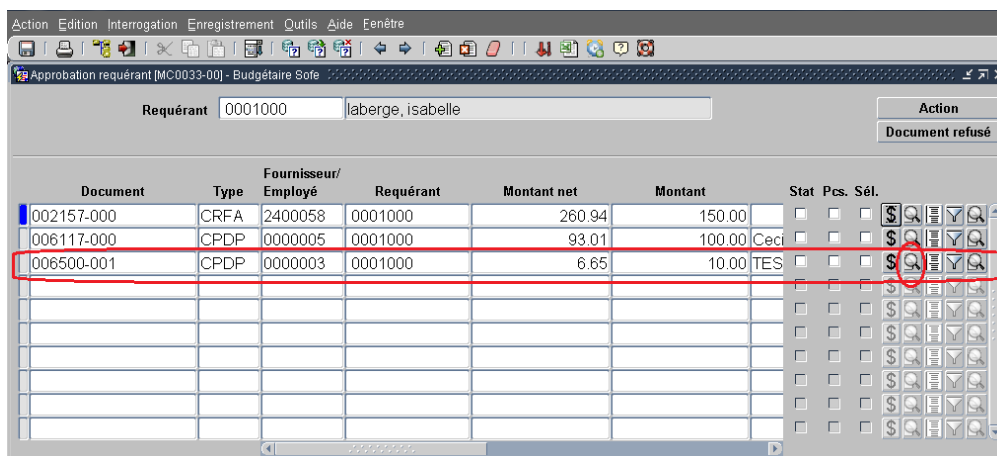 Action Edition Interrogation Enregistrement Outils Aide Fenêtre
Approbation requérant [MC0033-00] - Budgétaire Sofe
Requérant 0001000 laberge, isabelle Action
Document refusé
Fournisseur/
Document Type Employé Requérant Montant net Montant Stat Pcs. Sél.
002157-000 CRFA 2400058 0001000 260.94 150.00
006117-000 CPDP 0000005 0001000 93.01 100.00 Ceci
006500-001 CPDP 0000003 0001000 6.65 10.00 TES